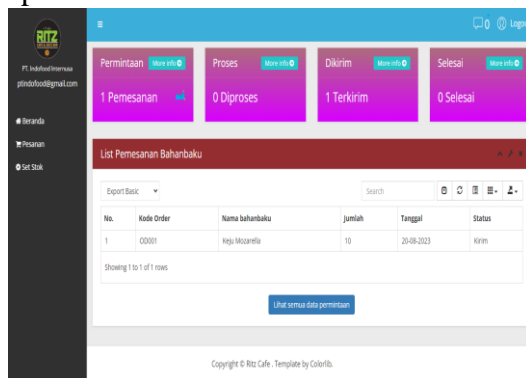 RITZ
0 Logo
PT. Indofood Internusa
ptindofood@gmail.com
Beranda
Pesanan
Set Stok
Permintaan More info
1 Pemesanan
Proses More info
0 Diproses
Dikirim More info
1 Terkirim
Selesai More info
0 Selesai
List Pemesanan Bahanbaku
Export Basic Search
No. Kode Order Nama bahanbaku Jumlah Tanggal Status
1 OD001 Keju Mozarella 10 20-08-2023 Kirim
Showing 1 to 1 of 1 rows
Lihat semua data permintaan
Copyright © Ritz Cafe . Template by Colorlib.